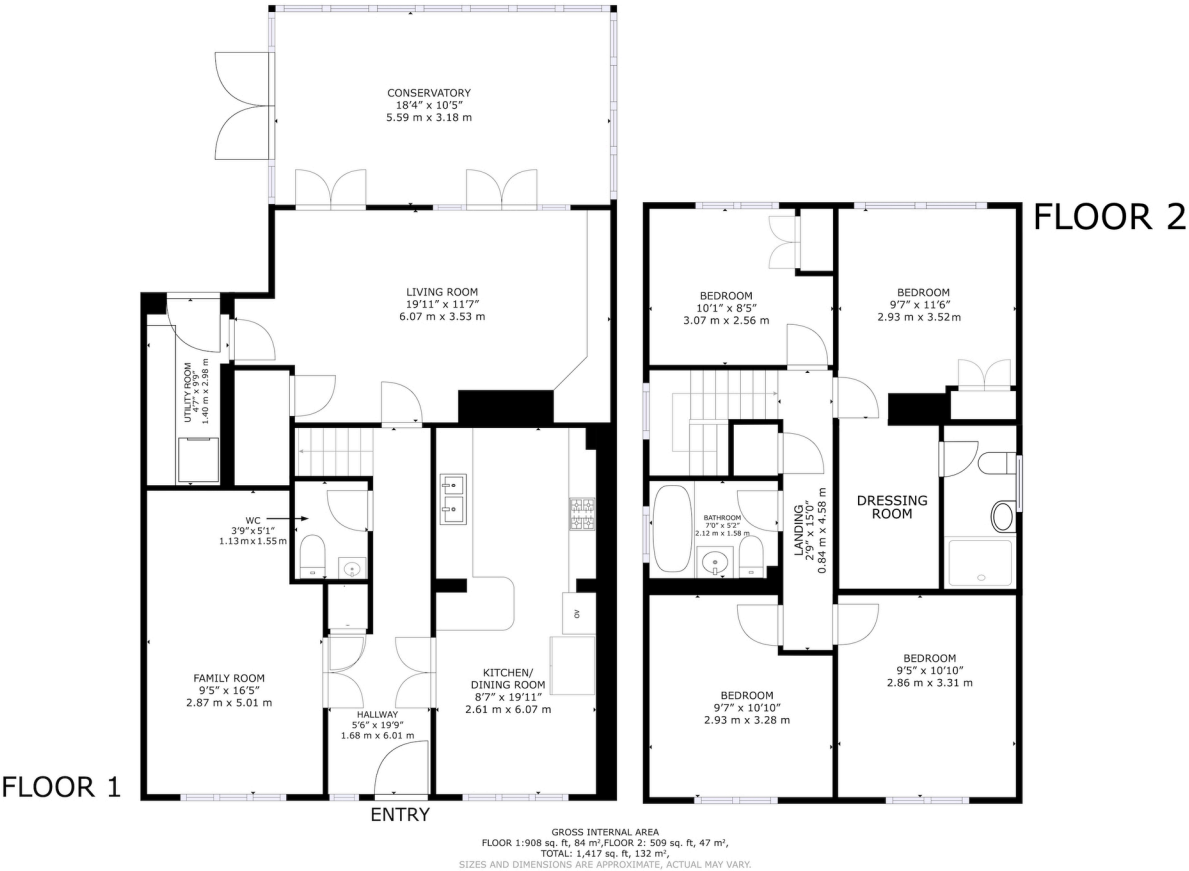 CONSERVATORY
18'4" x 10'5"
5.59 m x 3.18 m
FLOOR 2
LIVING ROOM
19'11" x 11'7"
6.07 m x 3.53 m
BEDROOM
10'1" x 8'5"
3.07 m x 2.56 m
BEDROOM
9'7" x 11'6"
2.93 m x 3.52m
UTILITY ROOM
4'7" x 9'9"
1.40 m x 2.98 m
WC
3'9" x 5'1"
1.13m x 1.55m
BATHROOM
7'0" x 5'2"
2.12 m x 1.58 m
LANDING
2'9" x 15'0"
0.84 m x 4.58 m
DRESSING
ROOM
OV
FAMILY ROOM
9'5" x 16'5"
2.87 m x 5.01 m
KITCHEN/
DINING ROOM
8'7" x 19'11"
2.61 m x 6.07 m
HALLWAY
5'6" x 19'9"
1.68 m x 6.01 m
BEDROOM
9'7" x 10'10"
2.93 m x 3.28 m
BEDROOM
9'5" x 10'10"
2.86 m x 3.31 m
FLOOR 1
ENTRY
GROSS INTERNAL AREA
FLOOR 1:908 sq. ft, 84 m²,FLOOR 2: 509 sq. ft, 47 m²,
TOTAL: 1,417 sq. ft, 132 m²,
SIZES AND DIMENSIONS ARE APPROXIMATE, ACTUAL MAY VARY.